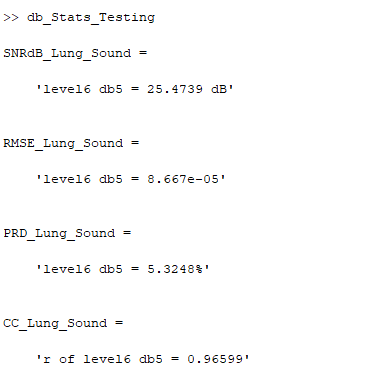 >> db_Stats_Testing
SNRdB_Lung_Sound =
'level6 db5 = 25.4739 dB'
RMSE_Lung_Sound =
'level6 db5 = 8.667e-05'
PRD_Lung_Sound =
'level6 db5 = 5.3248%'
CC_Lung_Sound =
'r of level6 db5 = 0.96599'